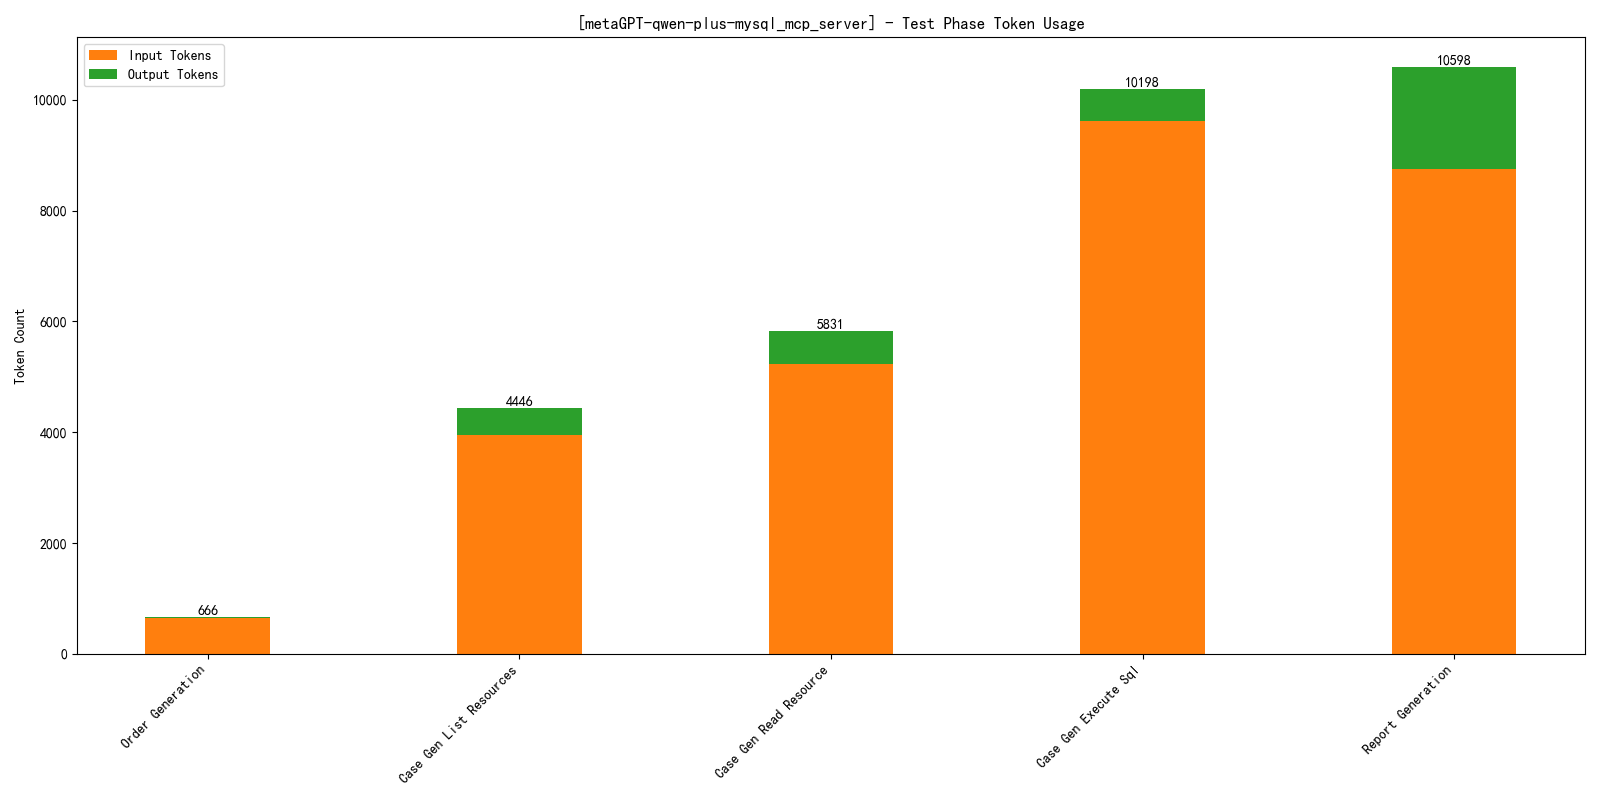 [metaGPT-qwen-plus-mysql_mcp_server] - Test Phase Token Usage
Input Tokens
Output Tokens
Token Count
10000
8000
6000
4000
2000
0
666
4446
5831
10198
10598
Order Generation
Case Gen List Resources
Case Gen Read Resource
Case Gen Execute Sql
Report Generation